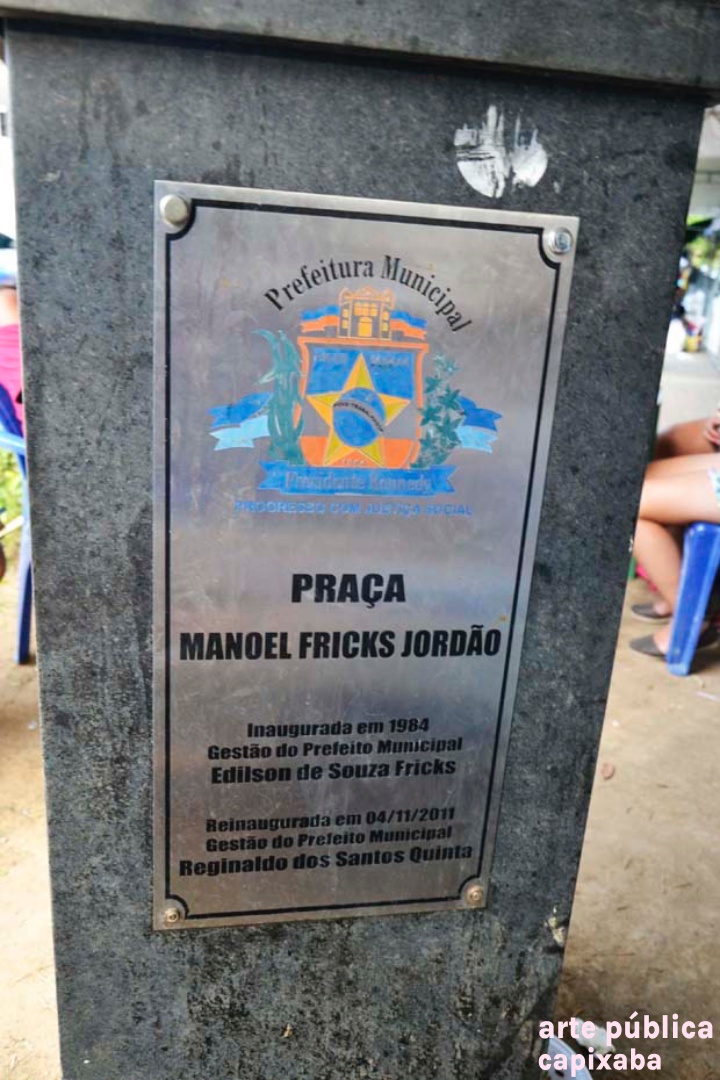 Prefeitura Municipal
Presidente Kennedy
PROGRESSO COM JUSTIÇA SOCIAL
PRAÇA
MANOEL FRICKS JORDÃO
Inaugurada em 1984
Gestão do Prefeito Municipal
Edilson de Souza Fricks
Reinaugurada em 04/11/2011
Gestão do Prefeito Municipal
Reginaldo dos Santos Quinta
arte pública
capixaba